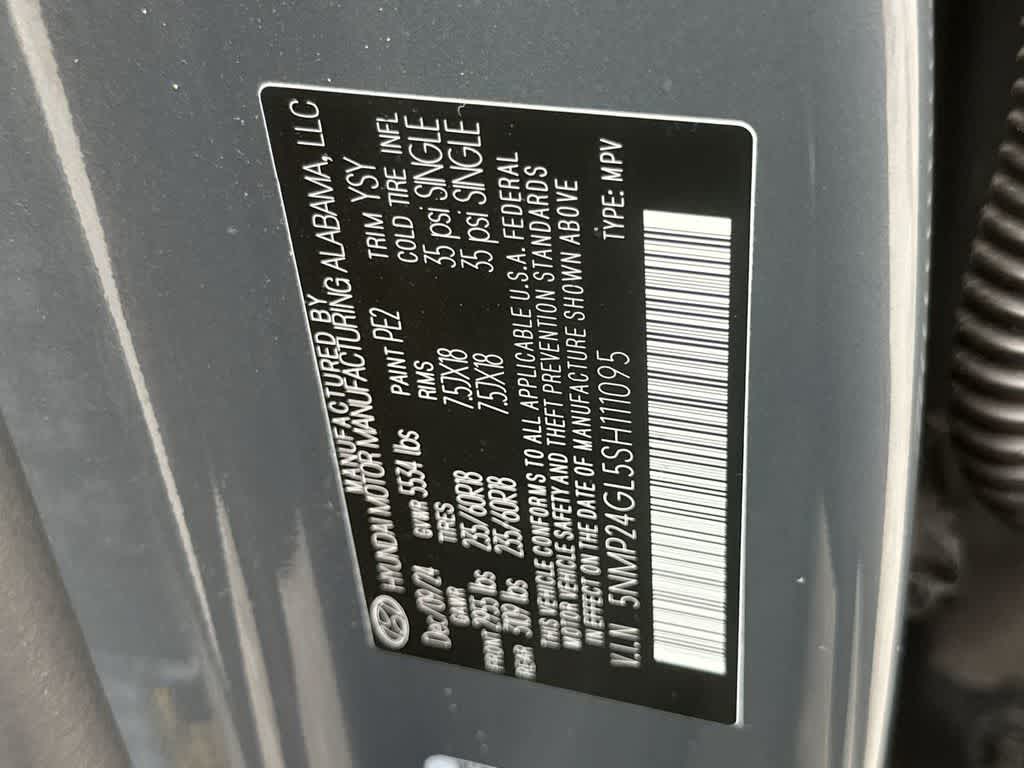 MANUFACTURED BY
HYUNDAI MOTOR MANUFACTURING ALABAMA, LLC
Dec/09/24 GVWR 5534 lbs PAINT PE2 TRIM YSY
GAWR TIRES RIMS COLD TIRE INFL
FRONT 2985 lbs 235/60R18 7.5JX18 35 psi SINGLE
REAR 3019 lbs 235/60R18 7.5JX18 35 psi SINGLE
THIS VEHICLE CONFORMS TO ALL APPLICABLE U.S.A. FEDERAL
MOTOR VEHICLE SAFETY AND THEFT PREVENTION STANDARDS
IN EFFECT ON THE DATE OF MANUFACTURE SHOWN ABOVE
V.I.N 5NMP24GL5SH111095 TYPE: MPV